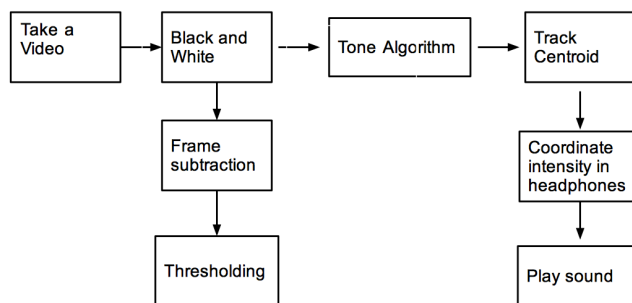 Take a
Video
Black and
White
Tone Algorithm
Track
Centroid
Frame
subtraction
Coordinate
intensity in
headphones
Thresholding
Play sound